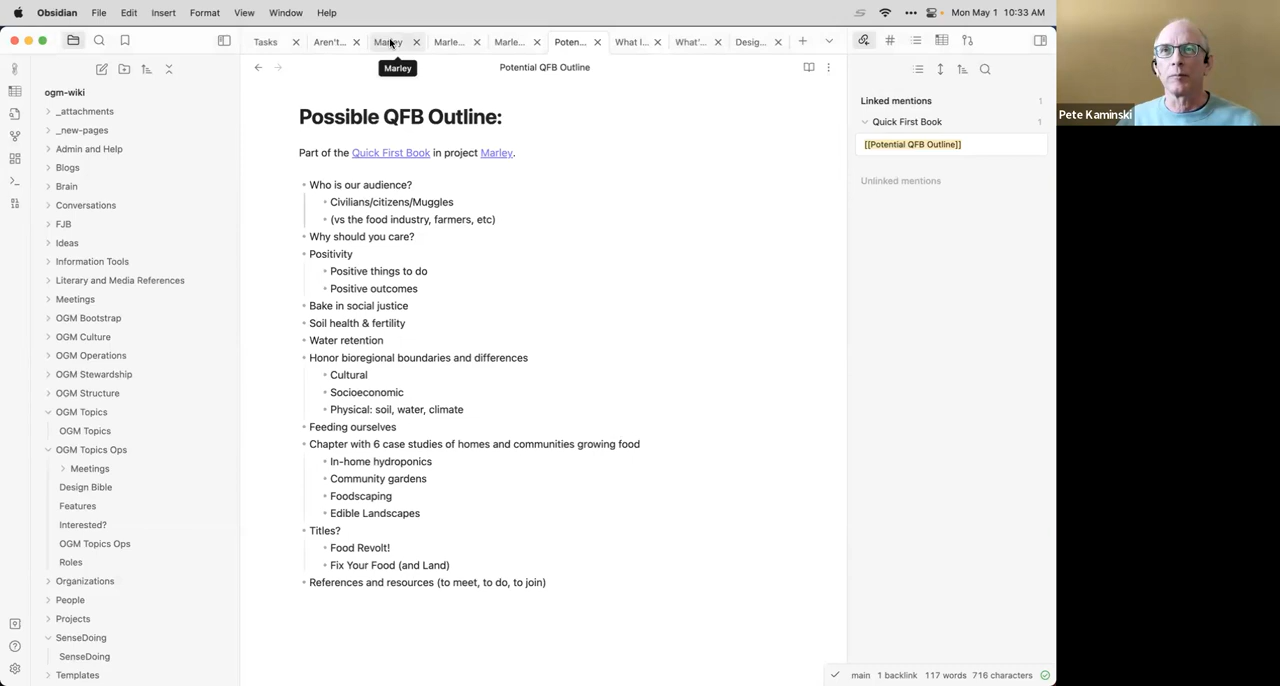 Obsidian File Edit Insert Format View Window Help Mon May 1 10:33 AM
Tasks Aren't... Marley Marle... Marle... Poten... What I... What'... Desig...
Marley
Potential QFB Outline
ogm-wiki
_attachments
_new-pages
Admin and Help
Blogs
Brain
Conversations
FJB
Ideas
Information Tools
Literary and Media References
Meetings
OGM Bootstrap
OGM Culture
OGM Operations
OGM Stewardship
OGM Structure
OGM Topics
OGM Topics
OGM Topics Ops
Meetings
Design Bible
Features
Interested?
OGM Topics Ops
Roles
Organizations
People
Projects
SenseDoing
SenseDoing
Templates
Possible QFB Outline:
Part of the Quick First Book in project Marley.
Who is our audience?
Civilians/citizens/Muggles
(vs the food industry, farmers, etc)
Why should you care?
Positivity
Positive things to do
Positive outcomes
Bake in social justice
Soil health & fertility
Water retention
Honor bioregional boundaries and differences
Cultural
Socioeconomic
Physical: soil, water, climate
Feeding ourselves
Chapter with 6 case studies of homes and communities growing food
In-home hydroponics
Community gardens
Foodscaping
Edible Landscapes
Titles?
Food Revolt!
Fix Your Food (and Land)
References and resources (to meet, to do, to join)
Linked mentions 1
Quick First Book 1
[[Potential QFB Outline]]
Unlinked mentions
main 1 backlink 117 words 716 characters
Pete Kaminski